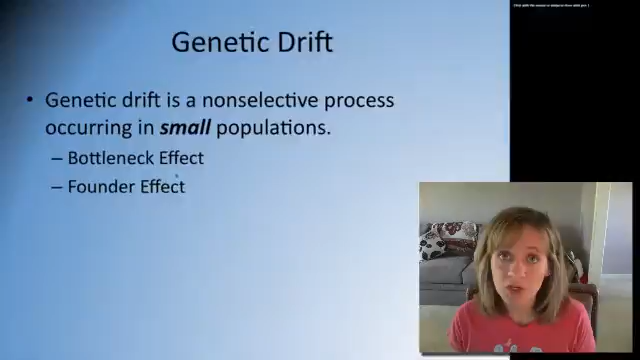 Genetic Drift
• Genetic drift is a nonselective process
occurring in small populations.
– Bottleneck Effect
– Founder Effect